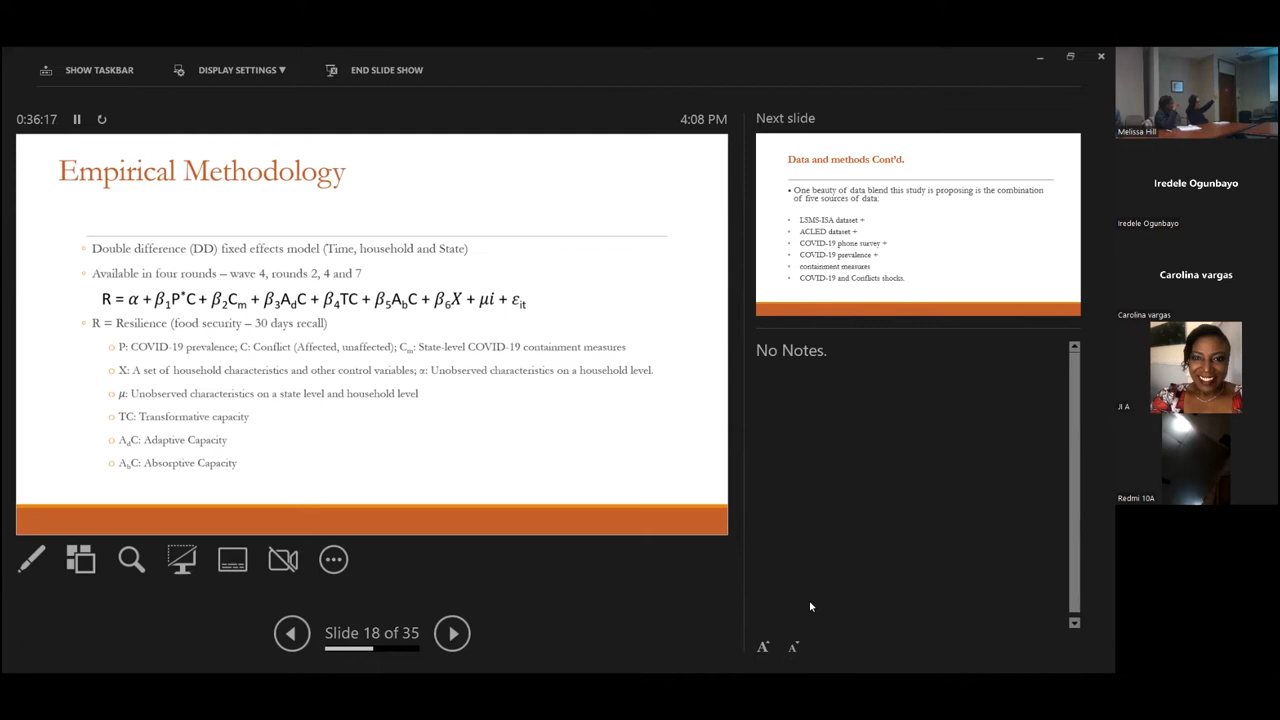 SHOW TASKBAR
DISPLAY SETTINGS ▼
END SLIDE SHOW
0:36:17
4:08 PM
Empirical Methodology
Double difference (DD) fixed effects model (Time, household and State)
Available in four rounds – wave 4, rounds 2, 4 and 7
R = α + β₁P*C + β₂Cₘ + β₃A_dC + β₄TC + β₅A_bC + β₆X + μi + ε_it
R = Resilience (food security – 30 days recall)
P: COVID-19 prevalence; C: Conflict (Affected, unaffected); Cₘ: State-level COVID-19 containment measures
X: A set of household characteristics and other control variables; α: Unobserved characteristics on a household level.
μ: Unobserved characteristics on a state level and household level
TC: Transformative capacity
A_dC: Adaptive Capacity
A_bC: Absorptive Capacity
Slide 18 of 35
Next slide
Data and methods Cont'd.
• One beauty of data blend this study is proposing is the combination
of five sources of data:
• LSMS-ISA dataset +
• ACLED dataset +
• COVID-19 phone survey +
• COVID-19 prevalence +
• containment measures
• COVID-19 and Conflicts shocks.
No Notes.
A A
Melissa Hill
Iredele Ogunbayo
Iredele Ogunbayo
Carolina vargas
Carolina vargas
JI A
Redmi 10A